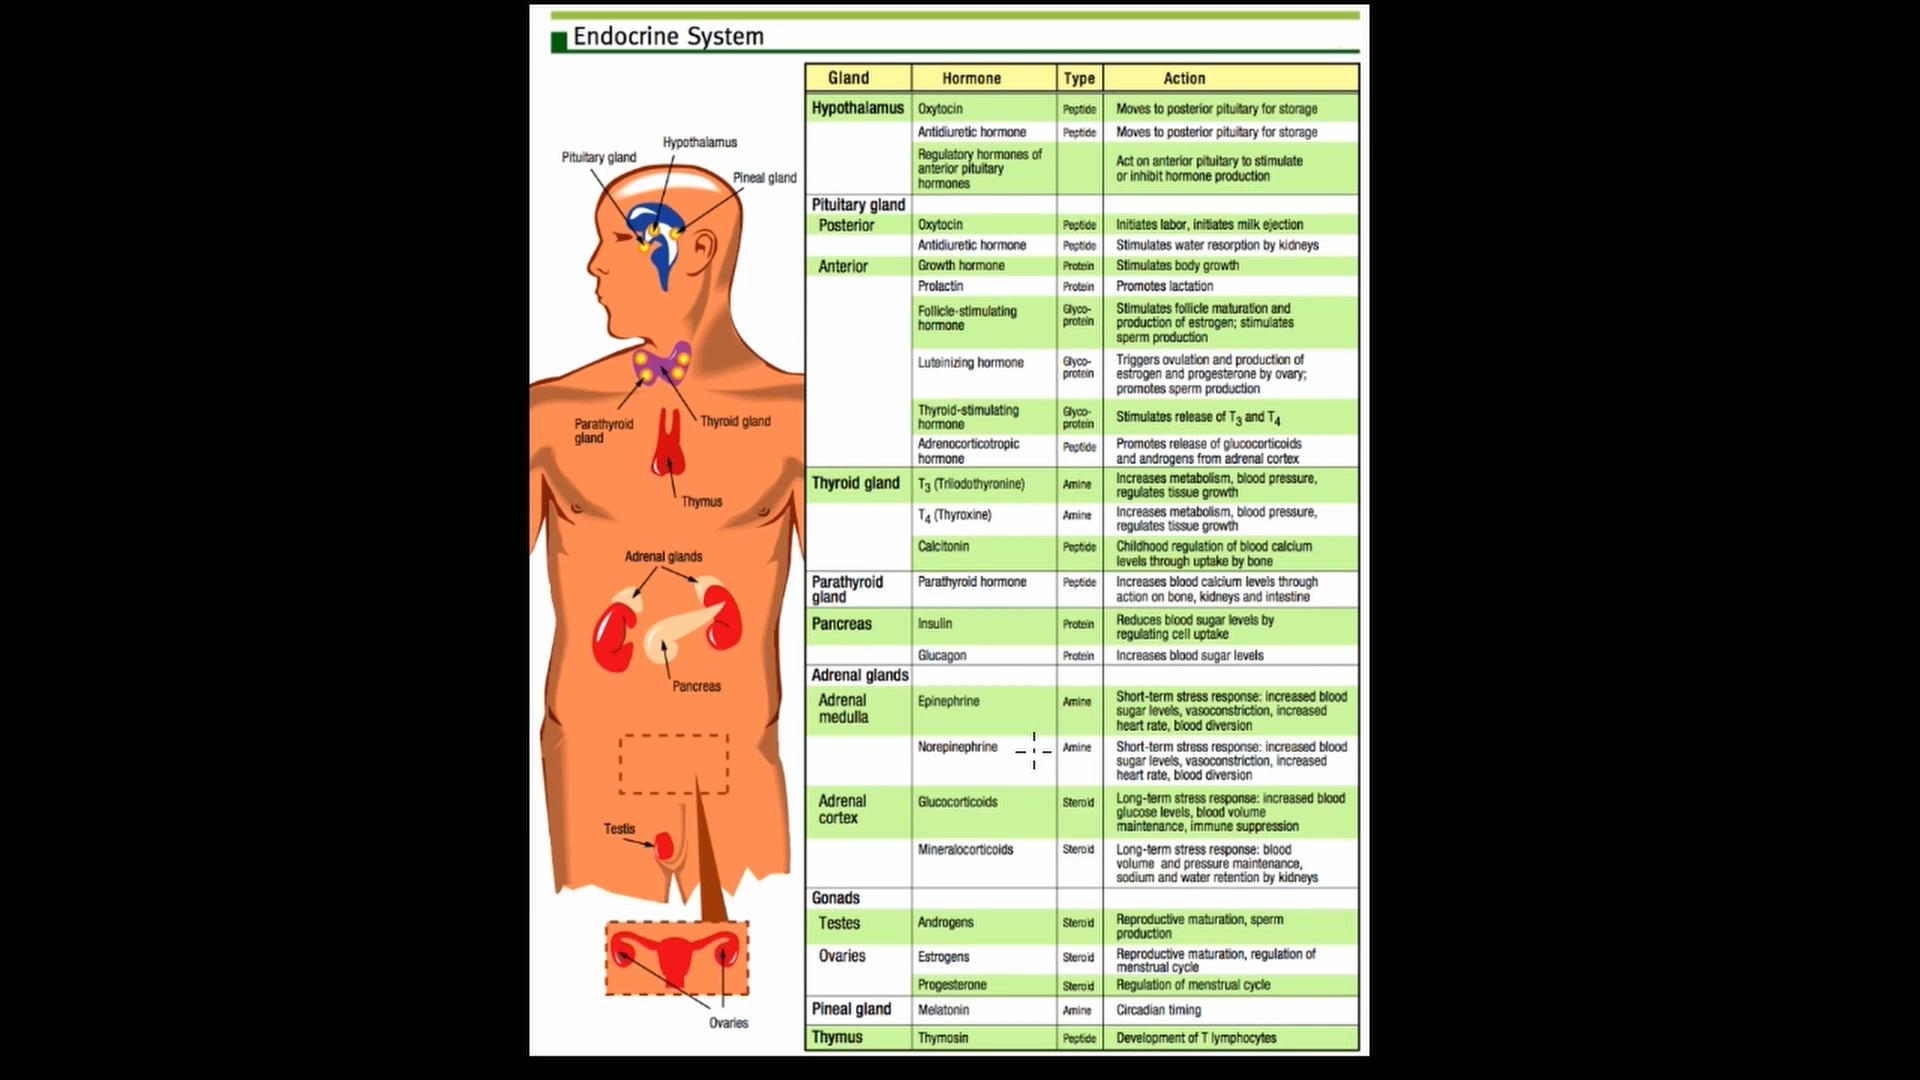 Endocrine System
Gland Hormone Type Action
Hypothalamus Oxytocin Peptide Moves to posterior pituitary for storage
Antidiuretic hormone Peptide Moves to posterior pituitary for storage
Regulatory hormones of
anterior pituitary
hormones
Act on anterior pituitary to stimulate
or inhibit hormone production
Pituitary gland
Posterior Oxytocin Peptide Initiates labor, initiates milk ejection
Antidiuretic hormone Peptide Stimulates water resorption by kidneys
Anterior Growth hormone Protein Stimulates body growth
Prolactin Protein Promotes lactation
Follicle-stimulating
hormone
Glyco-
protein
Stimulates follicle maturation and
production of estrogen; stimulates
sperm production
Luteinizing hormone
Glyco-
protein
Triggers ovulation and production of
estrogen and progesterone by ovary;
promotes sperm production
Thyroid-stimulating
hormone
Glyco-
protein
Stimulates release of T3 and T4
Adrenocorticotropic
hormone
Peptide
Promotes release of glucocorticoids
and androgens from adrenal cortex
Thyroid gland T3 (Triiodothyronine) Amine
Increases metabolism, blood pressure,
regulates tissue growth
T4 (Thyroxine) Amine
Increases metabolism, blood pressure,
regulates tissue growth
Calcitonin Peptide
Childhood regulation of blood calcium
levels through uptake by bone
Parathyroid
gland
Parathyroid hormone Peptide
Increases blood calcium levels through
action on bone, kidneys and intestine
Pancreas Insulin Protein
Reduces blood sugar levels by
regulating cell uptake
Glucagon Protein Increases blood sugar levels
Adrenal glands
Adrenal
medulla
Epinephrine Amine
Short-term stress response: increased blood
sugar levels, vasoconstriction, increased
heart rate, blood diversion
Norepinephrine Amine
Short-term stress response: increased blood
sugar levels, vasoconstriction, increased
heart rate, blood diversion
Adrenal
cortex
Glucocorticoids Steroid
Long-term stress response: increased blood
glucose levels, blood volume
maintenance, immune suppression
Mineralocorticoids Steroid
Long-term stress response: blood
volume and pressure maintenance,
sodium and water retention by kidneys
Gonads
Testes Androgens Steroid
Reproductive maturation, sperm
production
Ovaries Estrogens Steroid
Reproductive maturation, regulation of
menstrual cycle
Progesterone Steroid Regulation of menstrual cycle
Pineal gland Melatonin Amine Circadian timing
Thymus Thymosin Peptide Development of T lymphocytes
Hypothalamus
Pituitary gland
Pineal gland
Parathyroid
gland
Thyroid gland
Thymus
Adrenal glands
Pancreas
Testis
Ovaries